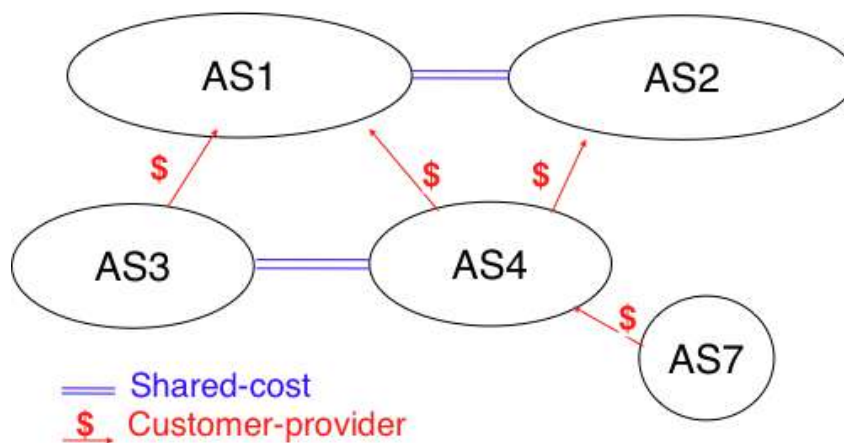 AS1
AS2
$
$
$
AS3
AS4
$
AS7
Shared-cost
$ Customer-provider